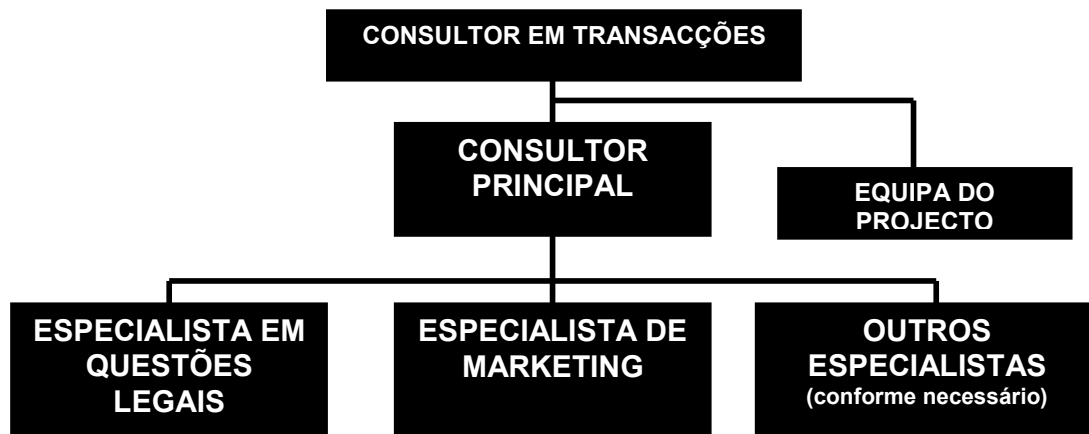 CONSULTOR EM TRANSACÇÕES
CONSULTOR
PRINCIPAL
EQUIPA DO
PROJECTO
ESPECIALISTA EM
QUESTÕES
LEGAIS
ESPECIALISTA DE
MARKETING
OUTROS
ESPECIALISTAS
(conforme necessário)